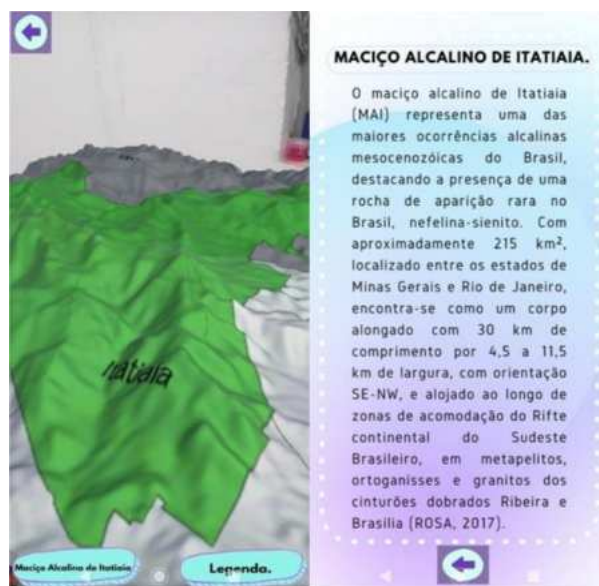 Itatiaia
Maciço Alcalino de Itatiaia
Legenda.
MACIÇO ALCALINO DE ITATIAIA.
O maciço alcalino de Itatiaia
(MAI) representa uma das
maiores ocorrências alcalinas
mesocenozóicas do Brasil,
destacando a presença de uma
rocha de aparição rara no
Brasil, nefelina-sienito. Com
aproximadamente 215 km²,
localizado entre os estados de
Minas Gerais e Rio de Janeiro,
encontra-se como um corpo
alongado com 30 km de
comprimento por 4,5 a 11,5
km de largura, com orientação
SE-NW, e alojado ao longo de
zonas de acomodação do Rifte
continental do Sudeste
Brasileiro, em metapelitos,
ortoganisses e granitos dos
cinturões dobrados Ribeira e
Brasilia (ROSA, 2017).